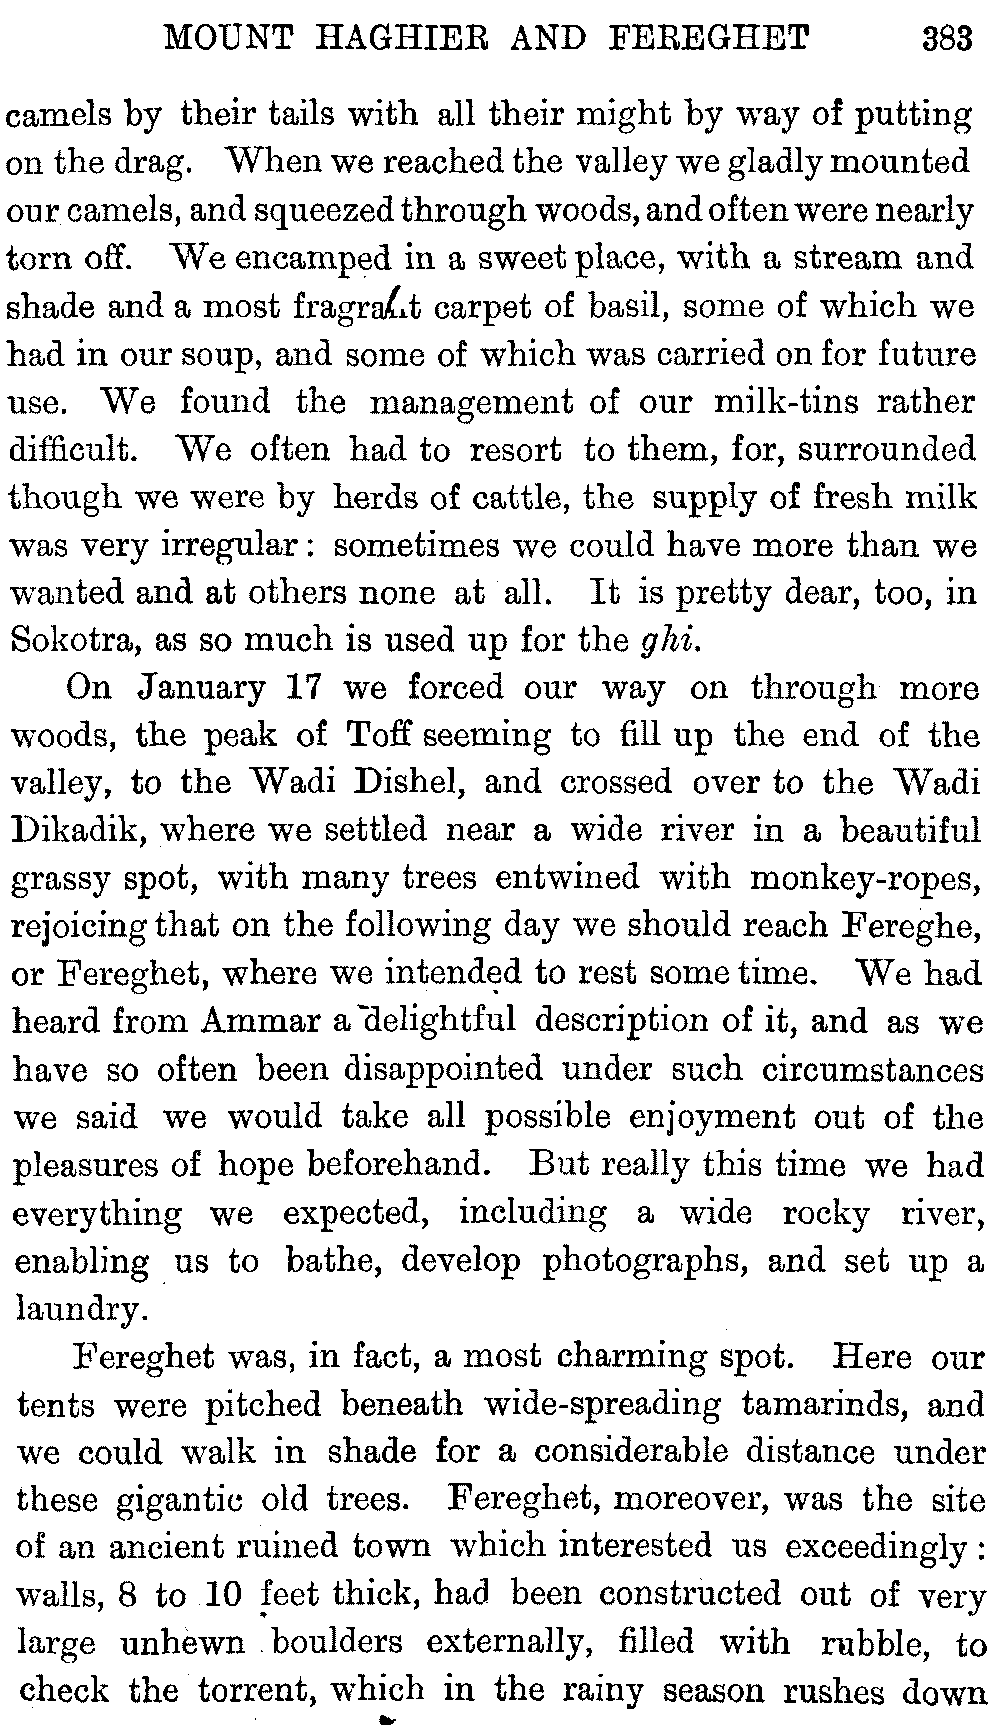 MOUNT HAGHIER AND FEREGHET 383
camels by their tails with all their might by way of putting
on the drag. When we reached the valley we gladly mounted
our camels, and squeezed through woods, and often were nearly
torn off. We encamped in a sweet place, with a stream and
shade and a most fragrant carpet of basil, some of which we
had in our soup, and some of which was carried on for future
use. We found the management of our milk-tins rather
difficult. We often had to resort to them, for, surrounded
though we were by herds of cattle, the supply of fresh milk
was very irregular: sometimes we could have more than we
wanted and at others none at all. It is pretty dear, too, in
Sokotra, as so much is used up for the ghi.
On January 17 we forced our way on through more
woods, the peak of Toff seeming to fill up the end of the
valley, to the Wadi Dishel, and crossed over to the Wadi
Dikadik, where we settled near a wide river in a beautiful
grassy spot, with many trees entwined with monkey-ropes,
rejoicing that on the following day we should reach Fereghe,
or Fereghet, where we intended to rest some time. We had
heard from Ammar a delightful description of it, and as we
have so often been disappointed under such circumstances
we said we would take all possible enjoyment out of the
pleasures of hope beforehand. But really this time we had
everything we expected, including a wide rocky river,
enabling us to bathe, develop photographs, and set up a
laundry.
Fereghet was, in fact, a most charming spot. Here our
tents were pitched beneath wide-spreading tamarinds, and
we could walk in shade for a considerable distance under
these gigantic old trees. Fereghet, moreover, was the site
of an ancient ruined town which interested us exceedingly:
walls, 8 to 10 feet thick, had been constructed out of very
large unhewn boulders externally, filled with rubble, to
check the torrent, which in the rainy season rushes down